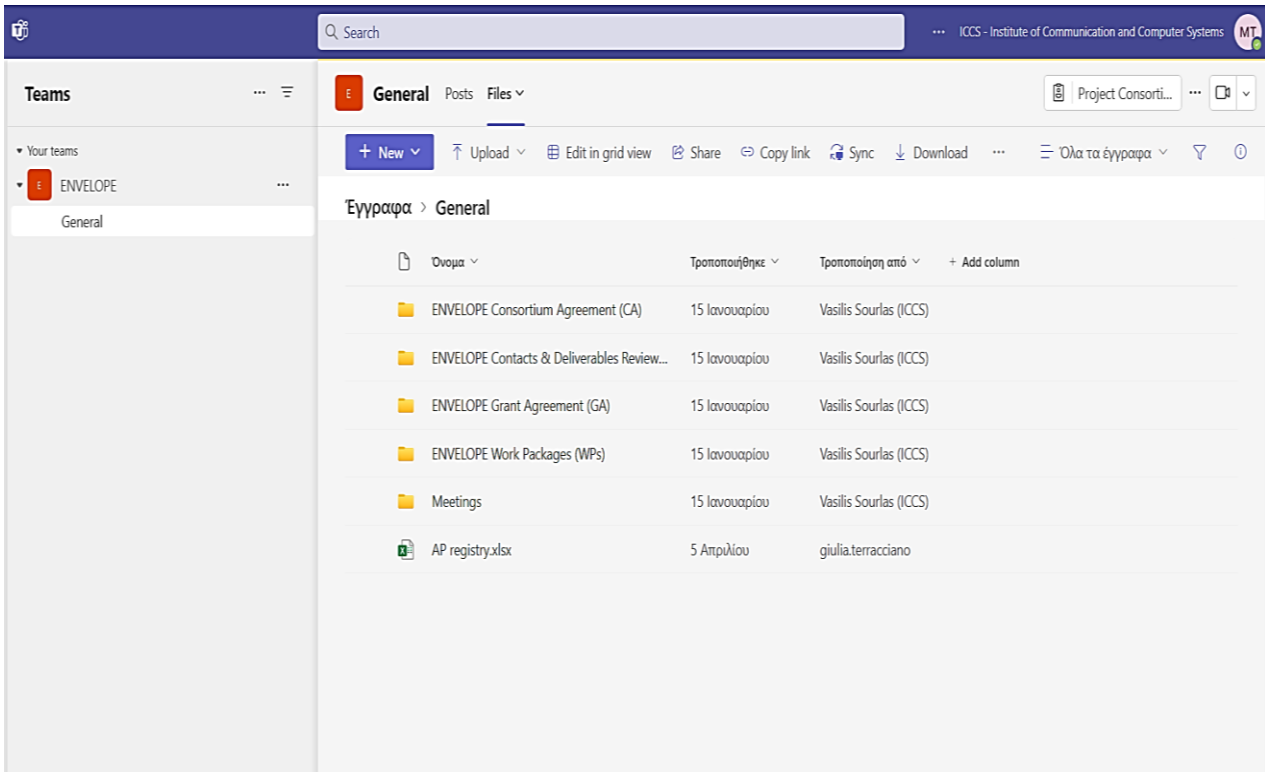 Search
ICCS - Institute of Communication and Computer Systems MT
Teams
E General Posts Files
Project Consorti...
Your teams
E ENVELOPE
General
+ New Upload Edit in grid view Share Copy link Sync Download ... Όλα τα έγγραφα
Έγγραφα > General
Όνομα Τροποποιήθηκε Τροποποίηση από + Add column
ENVELOPE Consortium Agreement (CA) 15 Ιανουαρίου Vasilis Sourlas (ICCS)
ENVELOPE Contacts & Deliverables Review... 15 Ιανουαρίου Vasilis Sourlas (ICCS)
ENVELOPE Grant Agreement (GA) 15 Ιανουαρίου Vasilis Sourlas (ICCS)
ENVELOPE Work Packages (WPs) 15 Ιανουαρίου Vasilis Sourlas (ICCS)
Meetings 15 Ιανουαρίου Vasilis Sourlas (ICCS)
AP registry.xlsx 5 Απριλίου giulia.terracciano